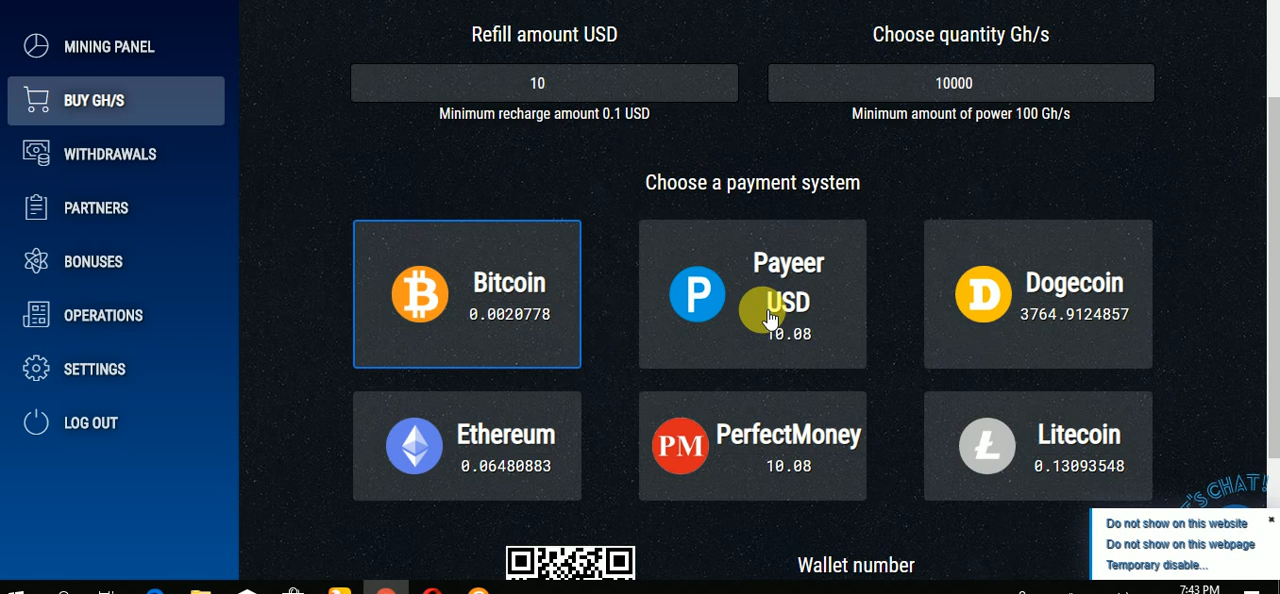 MINING PANEL
BUY GH/S
WITHDRAWALS
PARTNERS
BONUSES
OPERATIONS
SETTINGS
LOG OUT
Refill amount USD
10
Minimum recharge amount 0.1 USD
Choose quantity Gh/s
10000
Minimum amount of power 100 Gh/s
Choose a payment system
Bitcoin
0.0020778
Payeer
USD
10.08
Dogecoin
3764.9124857
Ethereum
0.06480883
PerfectMoney
PM
10.08
Litecoin
0.13093548
Wallet number
'S CHAT!
Do not show on this website
Do not show on this webpage
Temporary disable...
7:43 PM